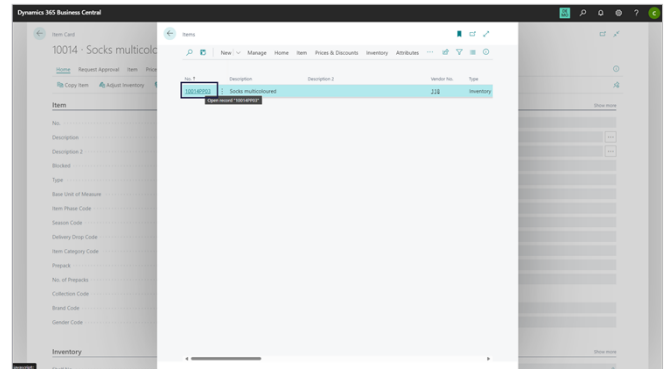 Dynamics 365 Business Central
Item Card
10014 · Socks multicolo
Home Request Approval Item Price
Copy Item Adjust Inventory
Item
Show more
No.
Description
Description 2
Blocked
Type
Base Unit of Measure
Item Phase Code
Season Code
Delivery Drop Code
Item Category Code
Prepack
No. of Prepacks
Collection Code
Brand Code
Gender Code
Inventory
Show more
Items
New Manage Home Item Prices & Discounts Inventory Attributes
No. Description Description 2 Vendor No. Type
Socks multicoloured Inventory
Open record